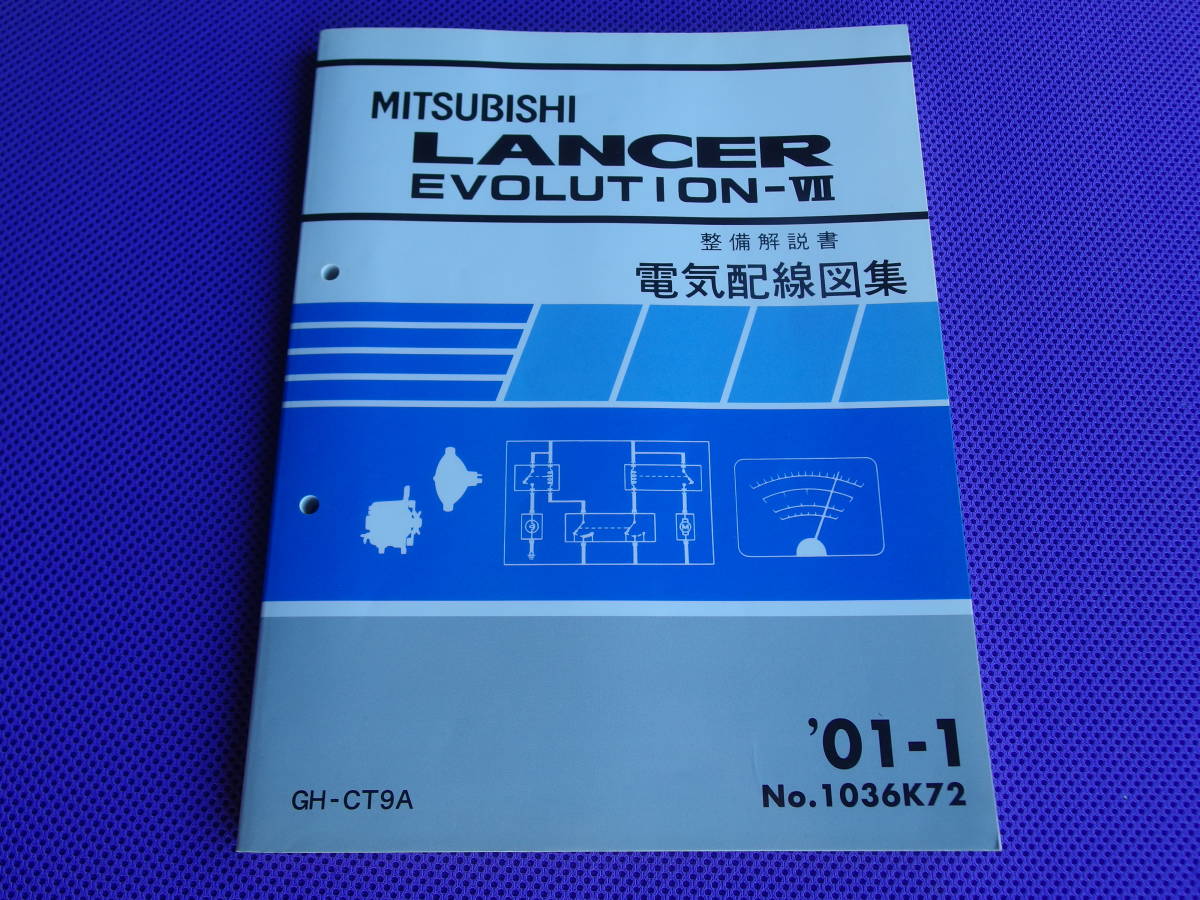 MITSUBISHI
LANCER
EVOLUTION-VII
整備解説書
電気配線図集
M
'01-1
GH-CT9A
No.1036K72